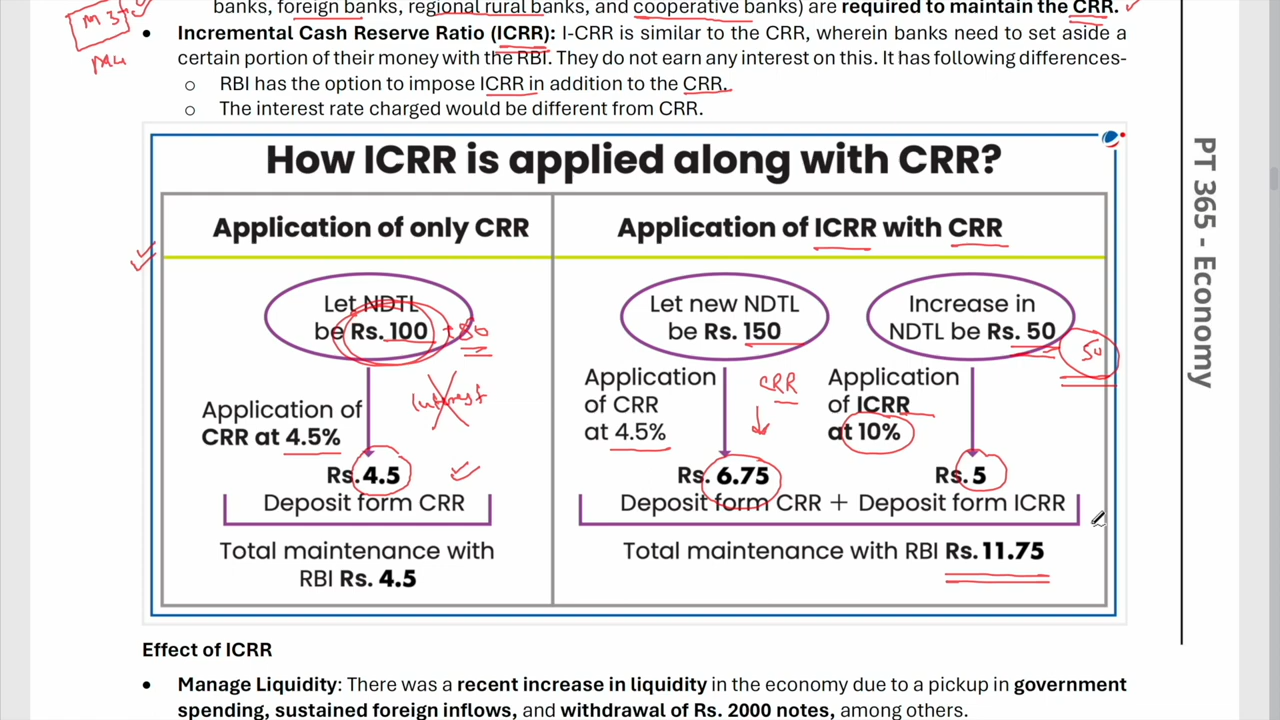 banks, foreign banks, regional rural banks, and cooperative banks) are required to maintain the CRR.
M3
M4
• Incremental Cash Reserve Ratio (ICRR): I-CRR is similar to the CRR, wherein banks need to set aside a
certain portion of their money with the RBI. They do not earn any interest on this. It has following differences-
o RBI has the option to impose ICRR in addition to the CRR.
o The interest rate charged would be different from CRR.
How ICRR is applied along with CRR?
Application of only CRR
Let NDTL
be Rs. 100
Interest
Application of
CRR at 4.5%
Rs. 4.5
Deposit form CRR
Total maintenance with
RBI Rs. 4.5
Application of ICRR with CRR
Let new NDTL
be Rs. 150
Application
of CRR
at 4.5%
CRR
Rs. 6.75
Increase in
NDTL be Rs. 50
50
Application
of ICRR
at 10%
Rs. 5
Deposit form CRR + Deposit form ICRR
Total maintenance with RBI Rs. 11.75
PT 365 - Economy
Effect of ICRR
• Manage Liquidity: There was a recent increase in liquidity in the economy due to a pickup in government
spending, sustained foreign inflows, and withdrawal of Rs. 2000 notes, among others.